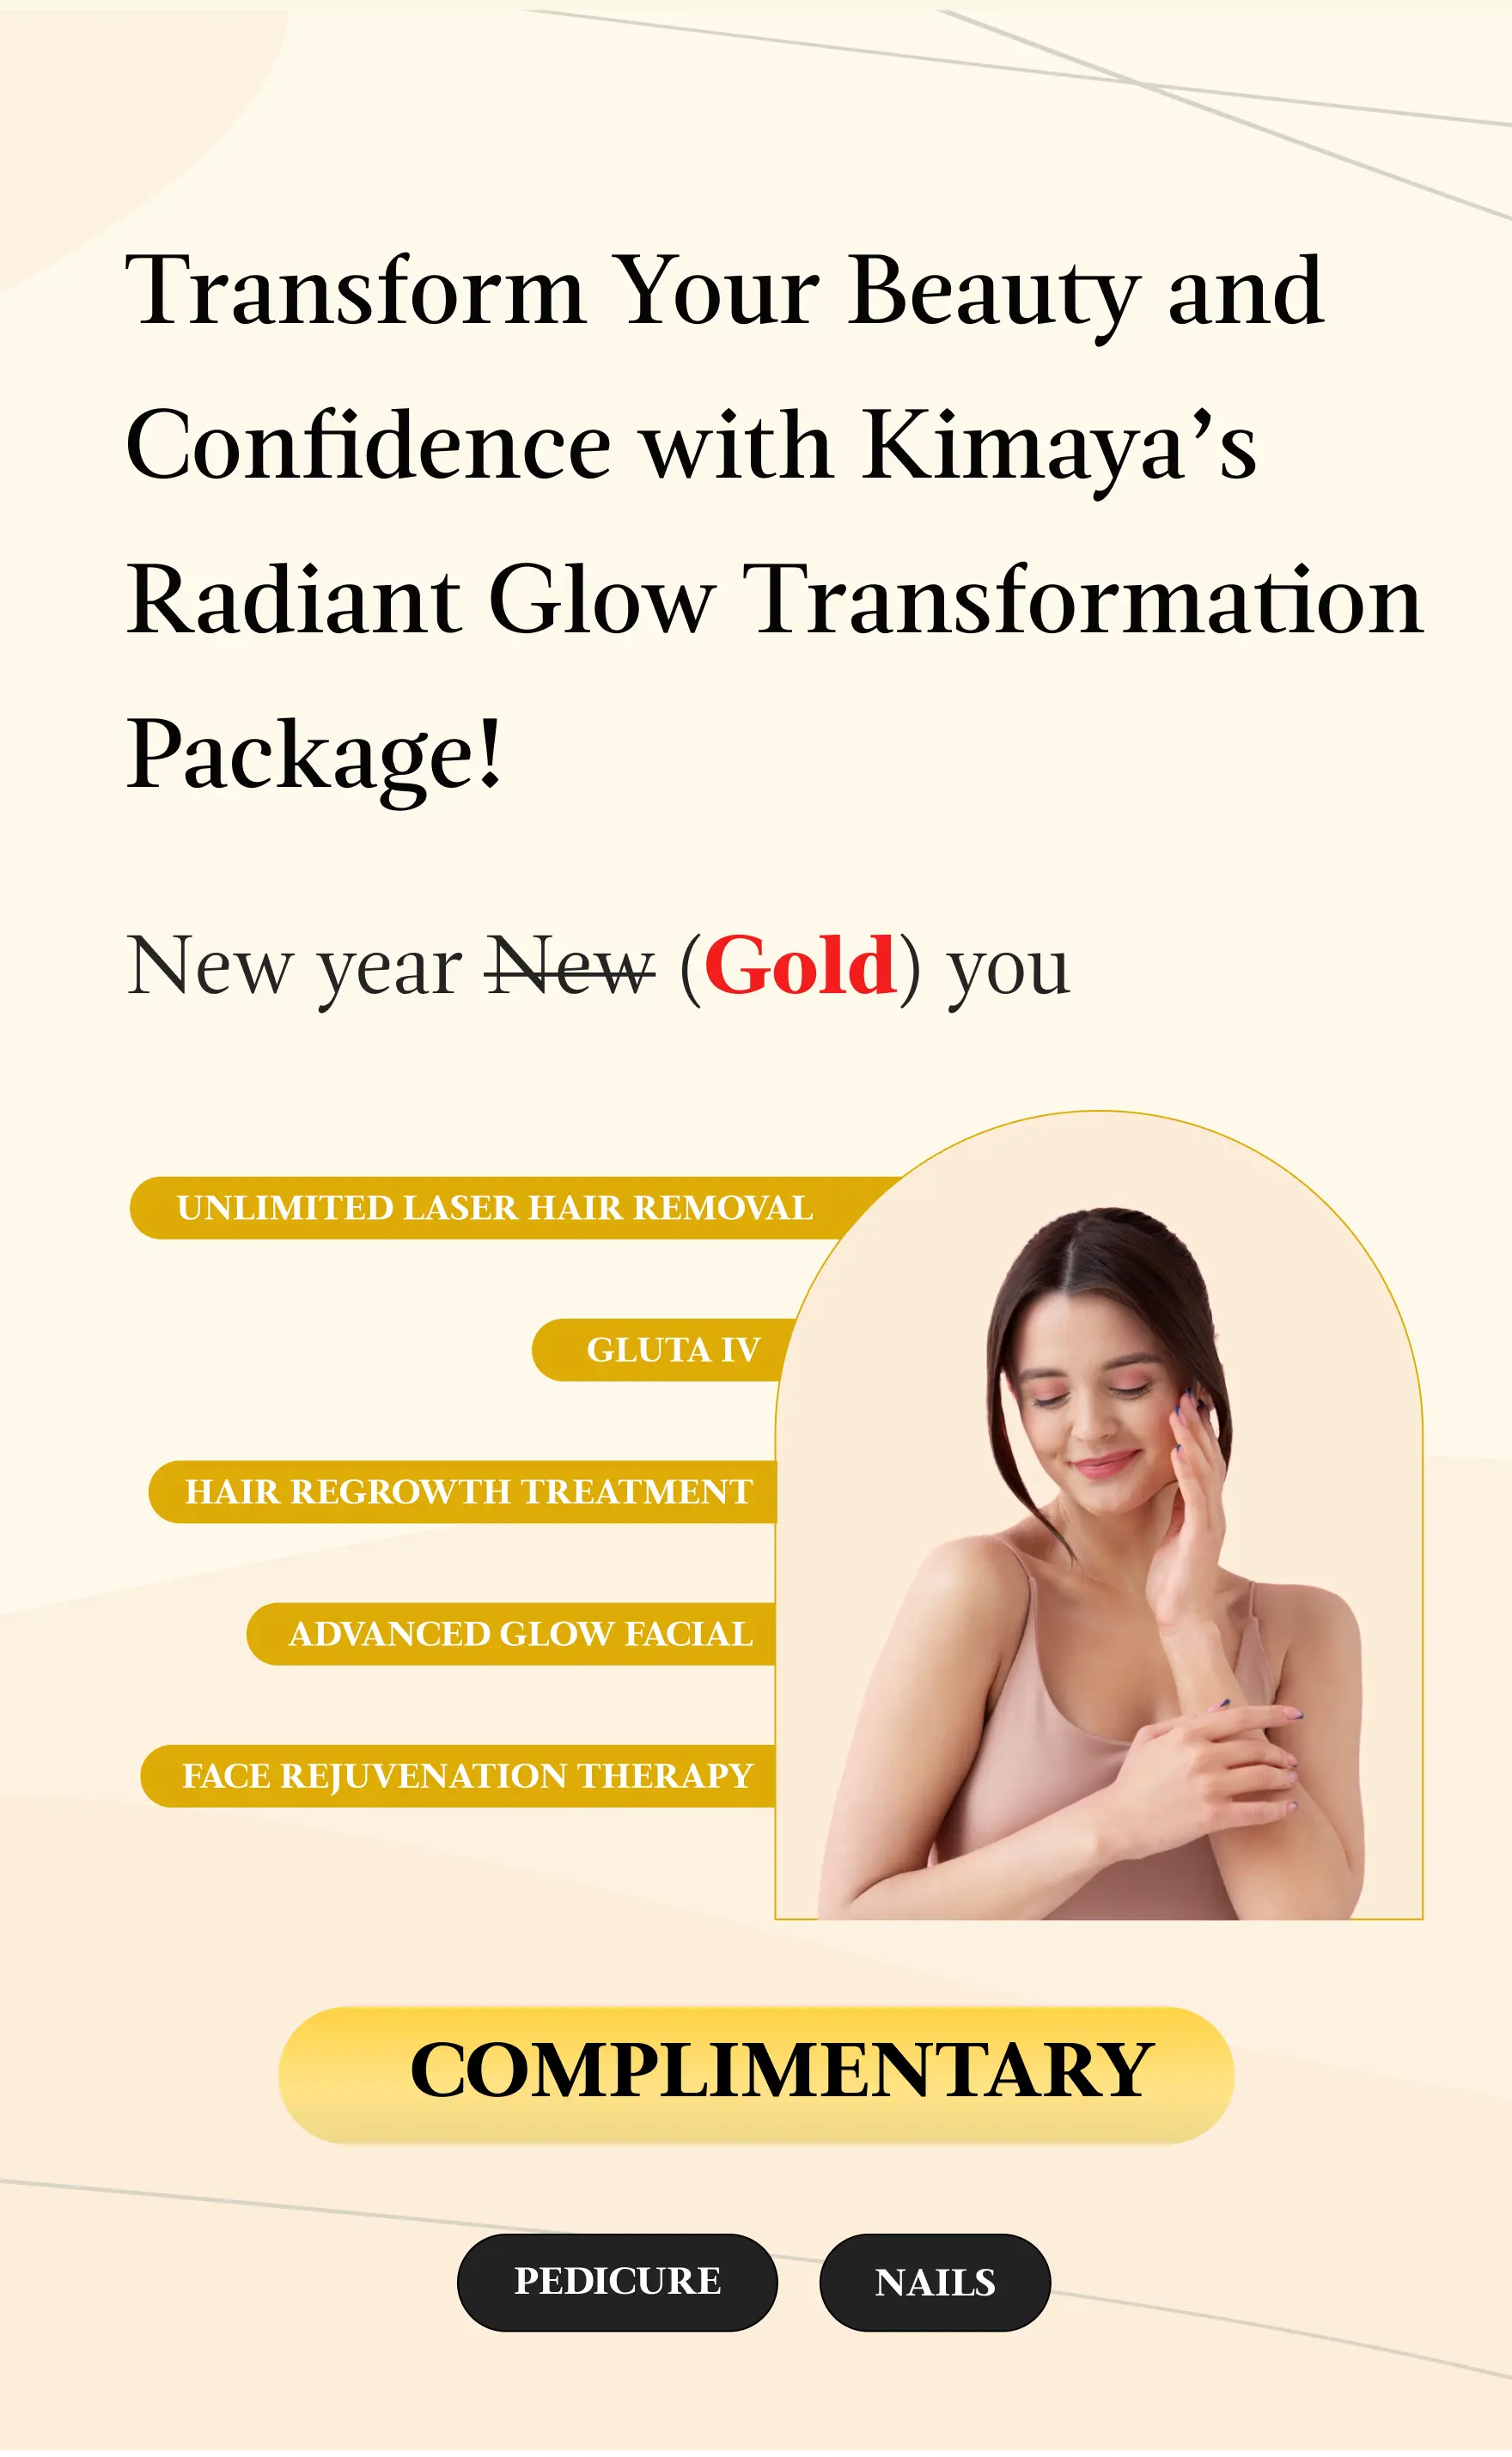 Transform Your Beauty and
Confidence with Kimaya’s
Radiant Glow Transformation
Package!
New year New (Gold) you
UNLIMITED LASER HAIR REMOVAL
GLUTA IV
HAIR REGROWTH TREATMENT
ADVANCED GLOW FACIAL
FACE REJUVENATION THERAPY
COMPLIMENTARY
PEDICURE NAILS